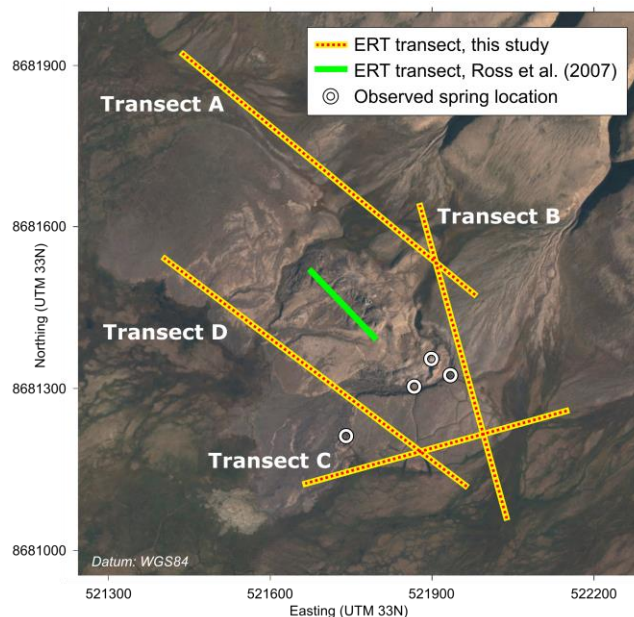 ERT transect, this study
ERT transect, Ross et al. (2007)
Observed spring location
Transect A
Transect B
Transect D
Transect C
Datum: WGS84
8681900
8681600
8681300
8681000
Northing (UTM 33N)
521300
521600
521900
522200
Easting (UTM 33N)